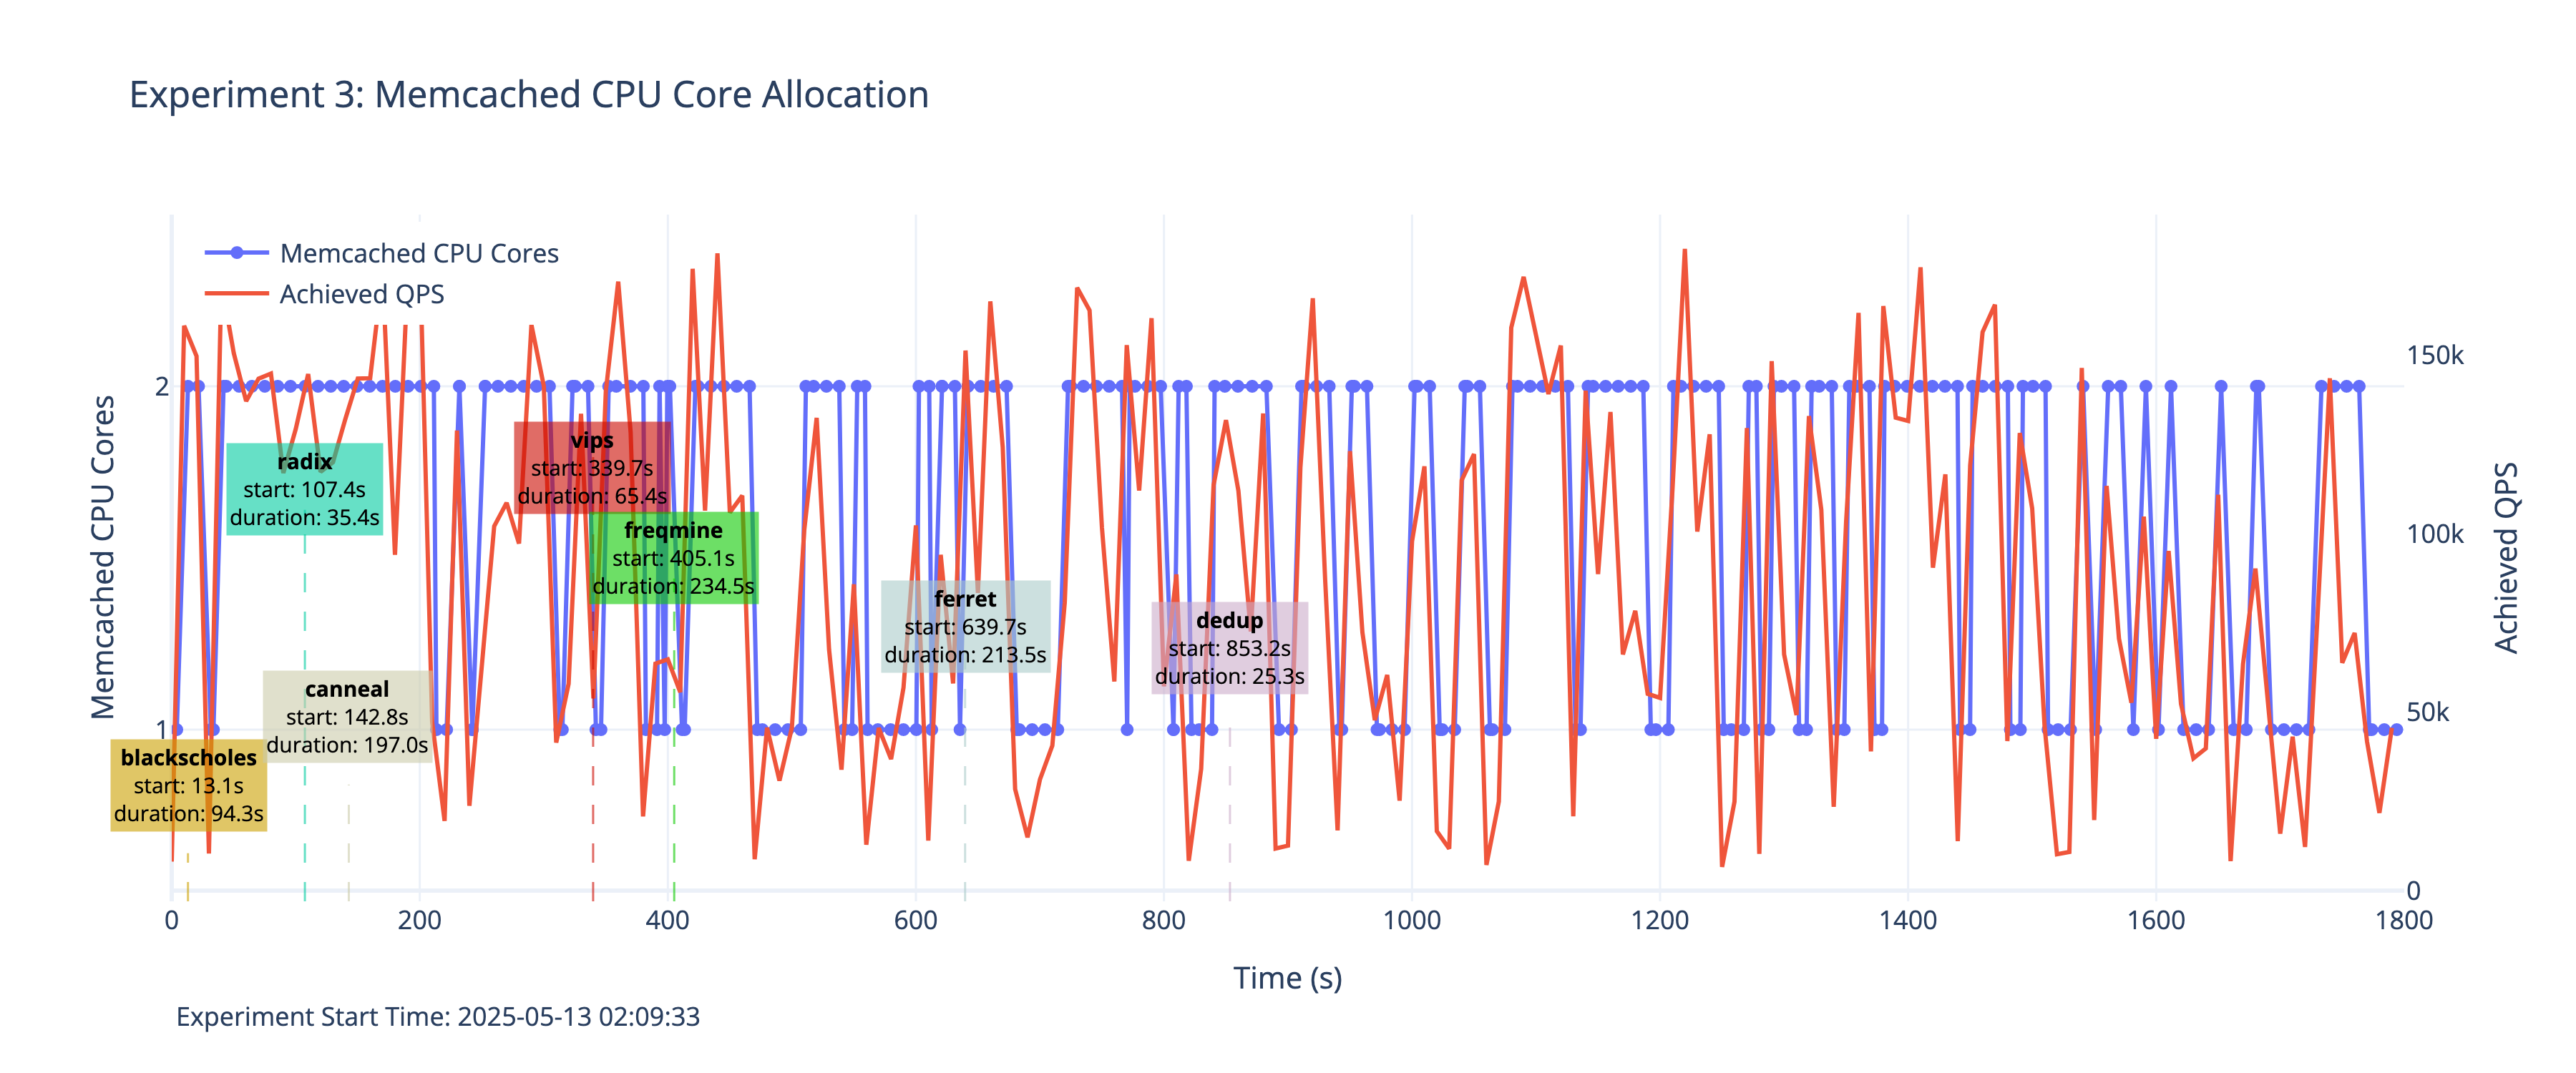 Experiment 3: Memcached CPU Core Allocation
Memcached CPU Cores
Achieved QPS
Memcached CPU Cores
2
1
150k
100k
50k
0
Achieved QPS
radix
start: 107.4s
duration: 35.4s
vips
start: 339.7s
duration: 65.4s
freqmine
start: 405.1s
duration: 234.5s
ferret
start: 639.7s
duration: 213.5s
dedup
start: 853.2s
duration: 25.3s
canneal
start: 142.8s
duration: 197.0s
blackscholes
start: 13.1s
duration: 94.3s
0
200
400
600
800
1000
1200
1400
1600
1800
Time (s)
Experiment Start Time: 2025-05-13 02:09:33